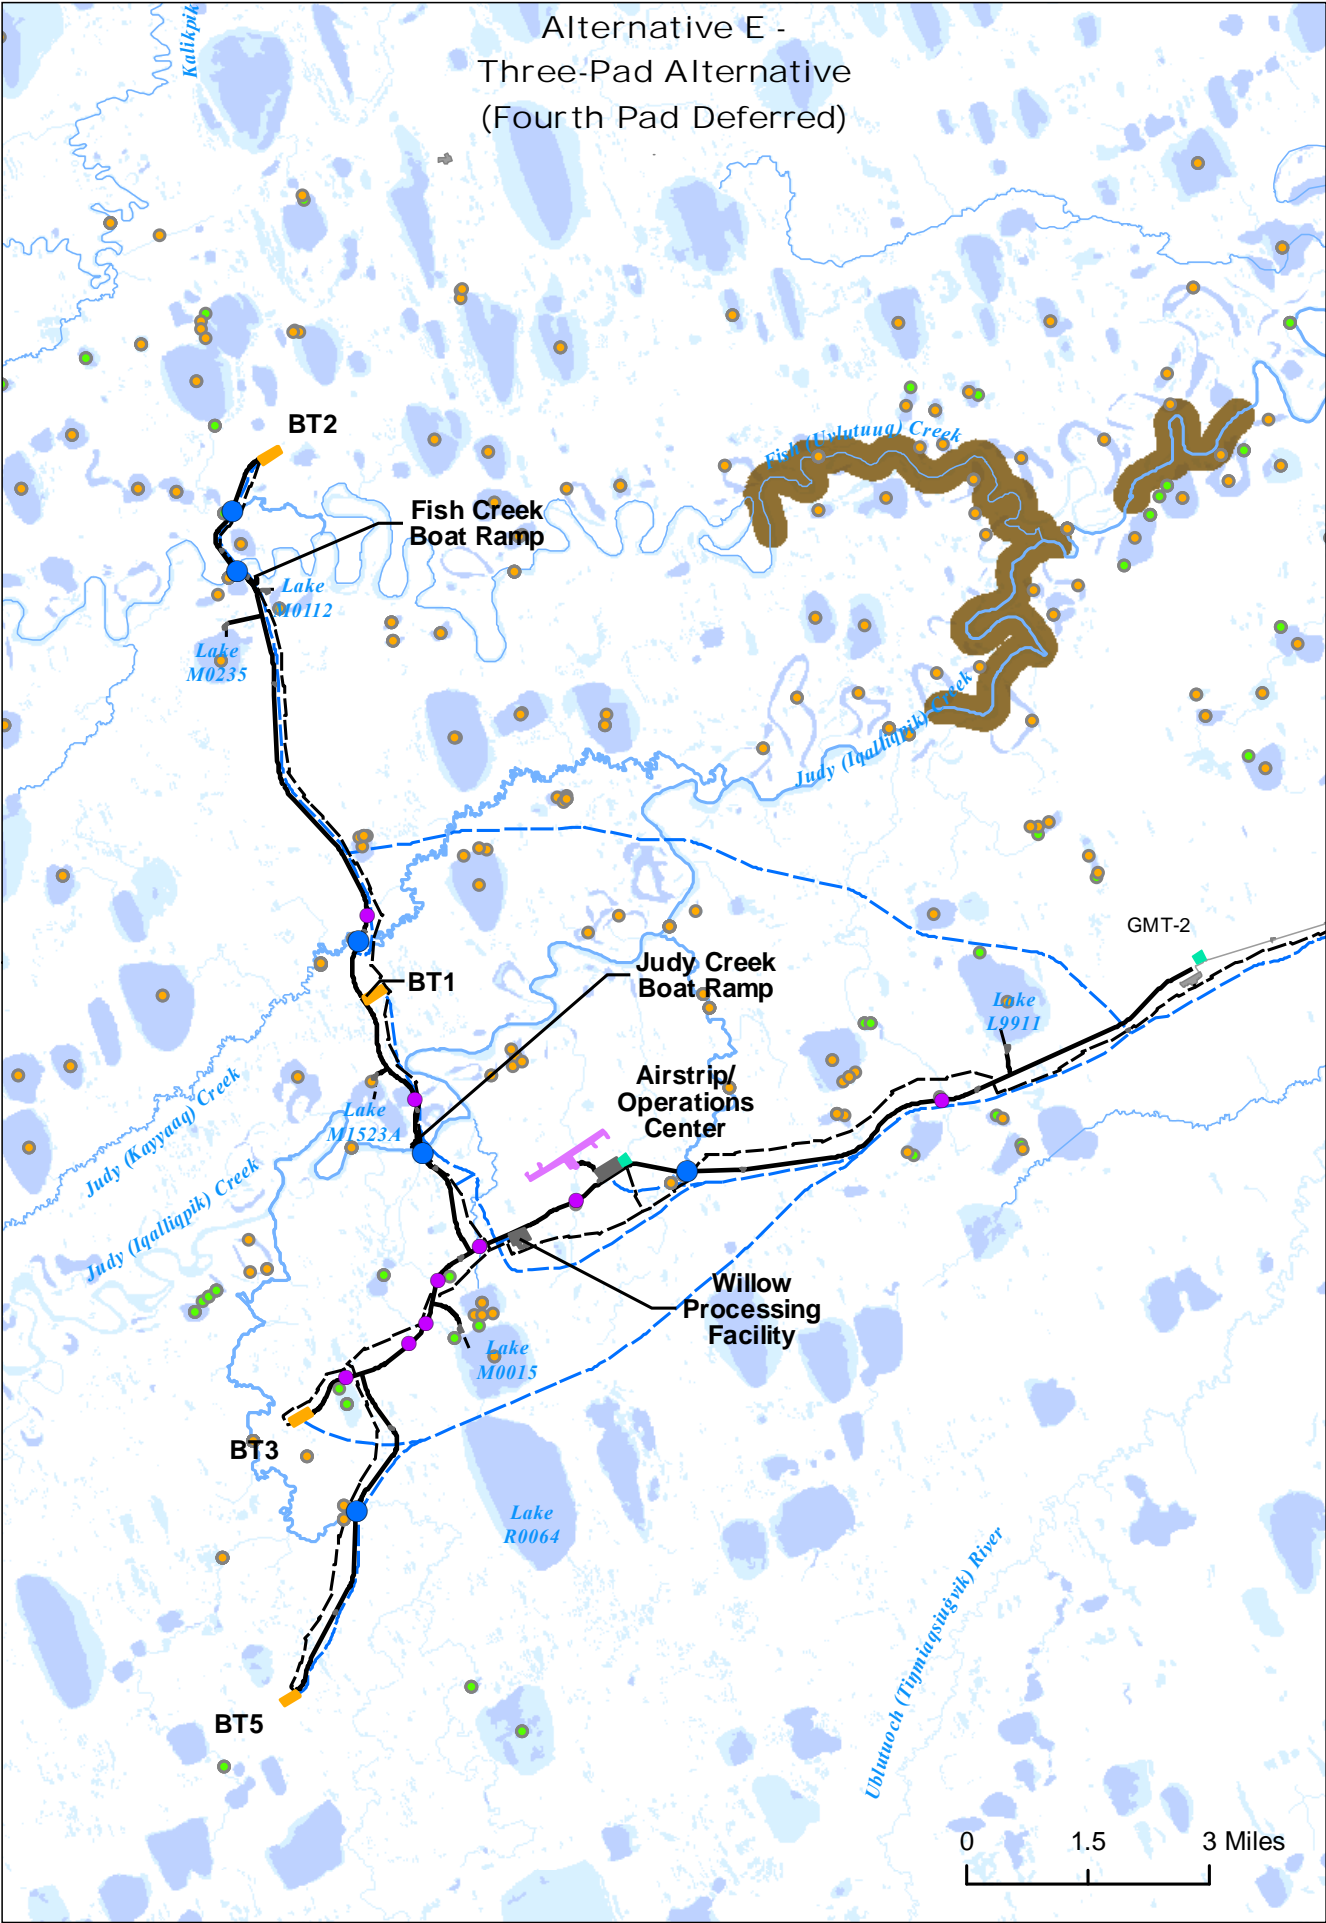 Alternative E -
Three-Pad Alternative
(Fourth Pad Deferred)
Kalikpik
BT2
Fish (Uvlutuuq) Creek
Fish Creek
Boat Ramp
Lake
M0112
Lake
M0235
Judy (Iqalliqpik) Creek
GMT-2
Judy Creek
Boat Ramp
BT1
Lake
L9911
Airstrip/
Operations
Center
Lake
M1523A
Judy (Kayyaaq) Creek
Judy (Iqalliqpik) Creek
Willow
Processing
Facility
Lake
M0015
BT3
Lake
R0064
Ublutuoch (Tiŋmiaqsiuġvik) River
BT5
0 1.5 3 Miles